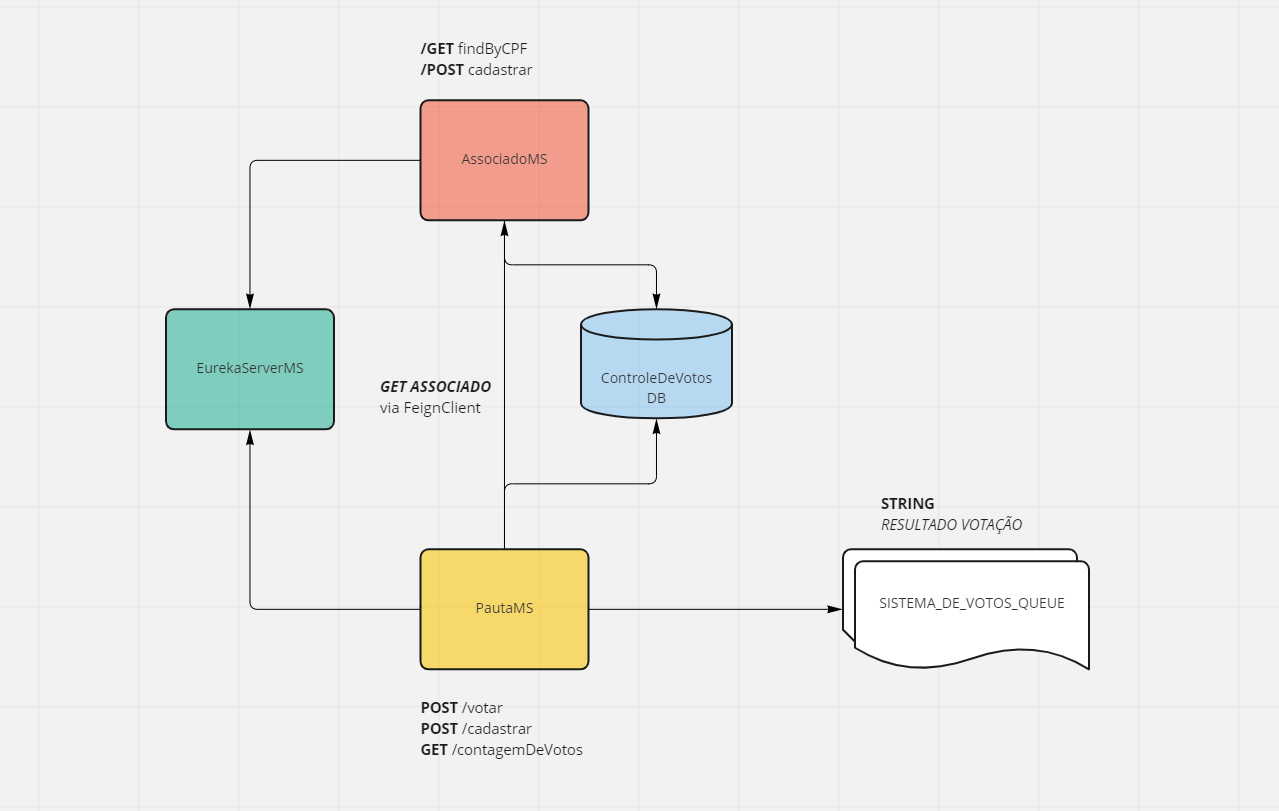 /GET findByCPF
/POST cadastrar
AssociadoMS
EurekaServerMS
GET ASSOCIADO
via FeignClient
ControleDeVotos
DB
STRING
RESULTADO VOTAÇÃO
SISTEMA_DE_VOTOS_QUEUE
PautaMS
POST /votar
POST /cadastrar
GET /contagemDeVotos